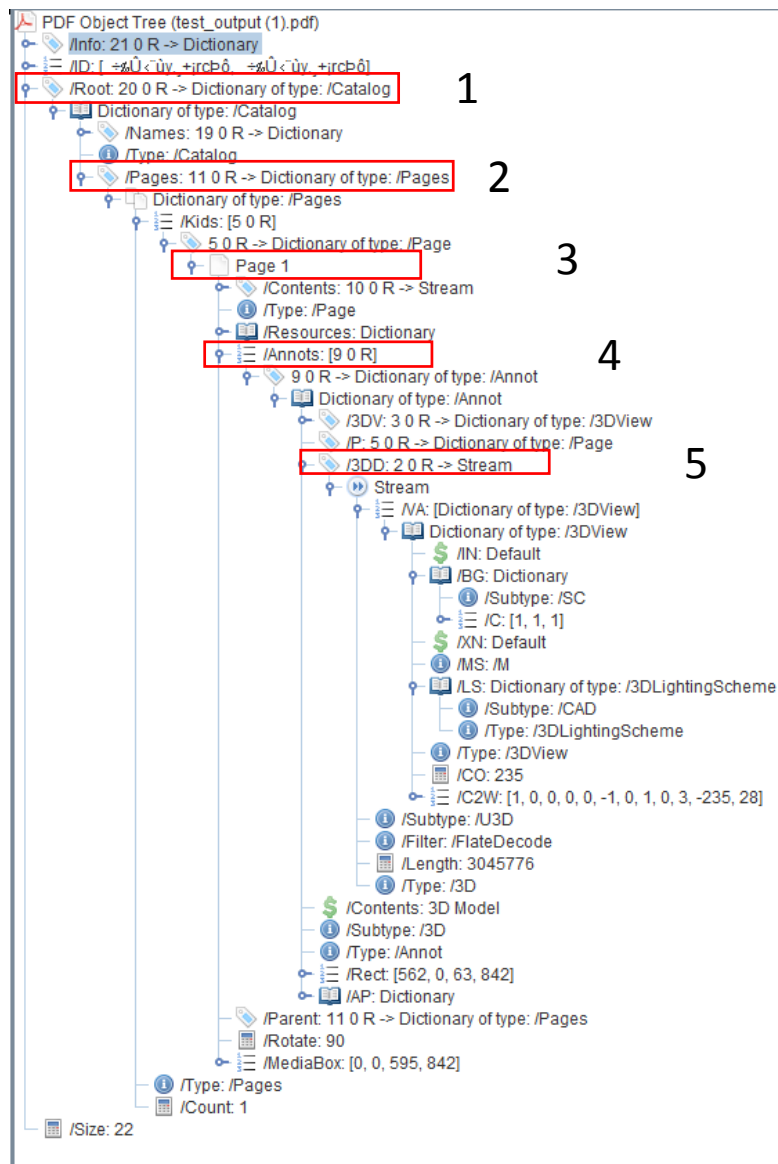 PDF Object Tree (test_output (1).pdf)
/Info: 21 0 R -> Dictionary
/Root: 20 0 R -> Dictionary of type: /Catalog
1
Dictionary of type: /Catalog
/Names: 19 0 R -> Dictionary
/Type: /Catalog
/Pages: 11 0 R -> Dictionary of type: /Pages
2
Dictionary of type: /Pages
/Kids: [5 0 R]
5 0 R -> Dictionary of type: /Page
Page 1
3
/Contents: 10 0 R -> Stream
/Type: /Page
/Resources: Dictionary
/Annots: [9 0 R]
4
9 0 R -> Dictionary of type: /Annot
Dictionary of type: /Annot
/3DV: 3 0 R -> Dictionary of type: /3DView
/P: 5 0 R -> Dictionary of type: /Page
/3DD: 2 0 R -> Stream
5
Stream
/VA: [Dictionary of type: /3DView]
Dictionary of type: /3DView
/IN: Default
/BG: Dictionary
/Subtype: /SC
/C: [1, 1, 1]
/XN: Default
/MS: /M
/LS: Dictionary of type: /3DLightingScheme
/Subtype: /CAD
/Type: /3DLightingScheme
/Type: /3DView
/CO: 235
/C2W: [1, 0, 0, 0, 0, -1, 0, 1, 0, 3, -235, 28]
/Subtype: /U3D
/Filter: /FlateDecode
/Length: 3045776
/Type: /3D
/Contents: 3D Model
/Subtype: /3D
/Type: /Annot
/Rect: [562, 0, 63, 842]
/AP: Dictionary
/Parent: 11 0 R -> Dictionary of type: /Pages
/Rotate: 90
/MediaBox: [0, 0, 595, 842]
/Type: /Pages
/Count: 1
/Size: 22